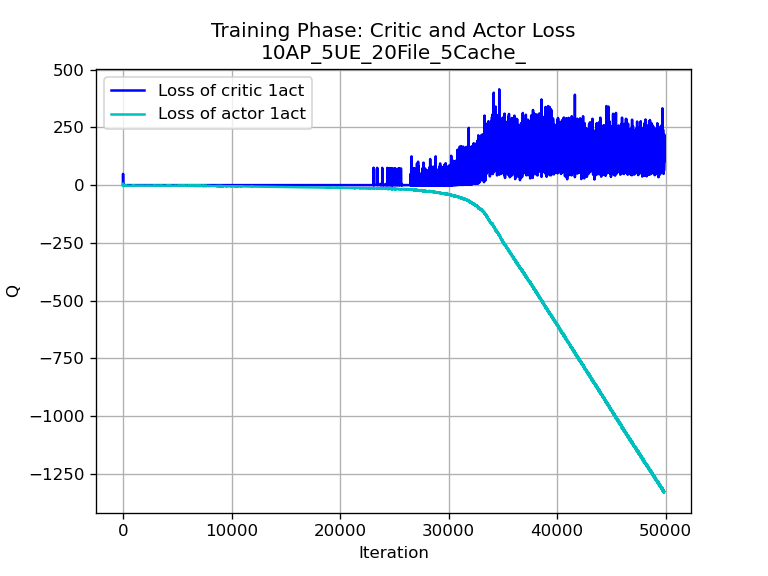 Training Phase: Critic and Actor Loss
10AP_5UE_20File_5Cache_
Loss of critic 1act
Loss of actor 1act
500
250
0
−250
−500
−750
−1000
−1250
Q
0
10000
20000
30000
40000
50000
Iteration